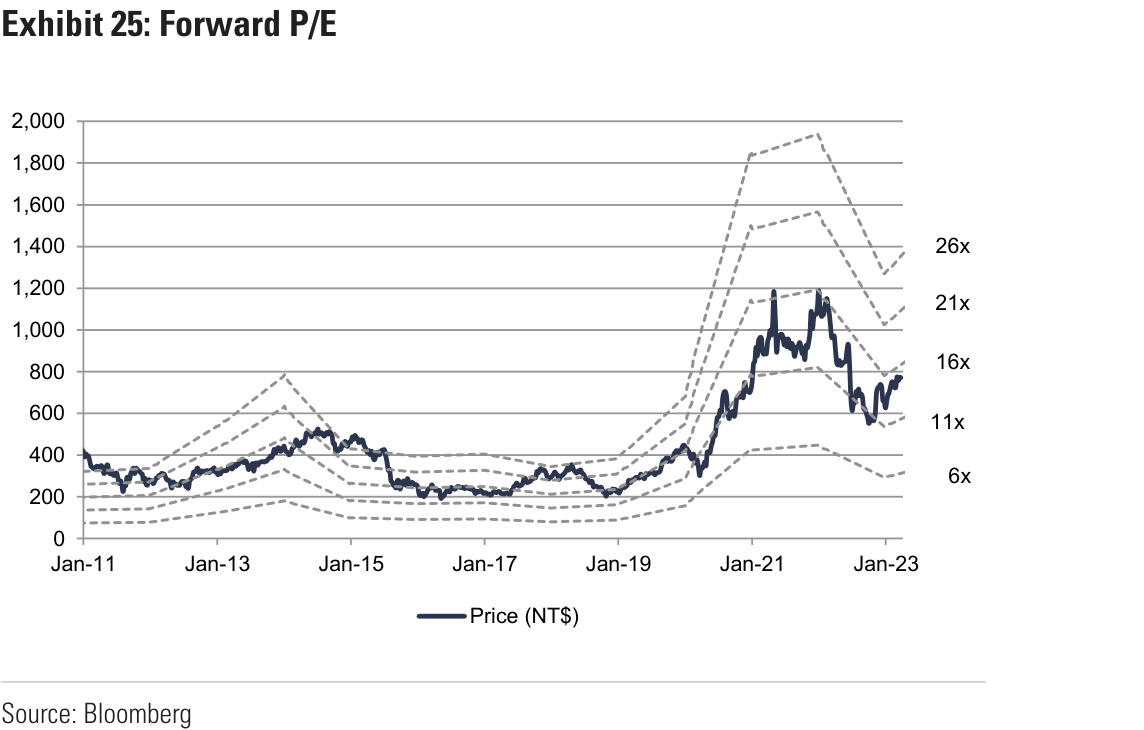 Exhibit 25: Forward P/E
2,000
1,800
1,600
1,400
1,200
1,000
800
600
400
200
0
26x
21x
16x
11x
6x
Jan-11 Jan-13 Jan-15 Jan-17 Jan-19 Jan-21 Jan-23
Price (NT$)
Source: Bloomberg